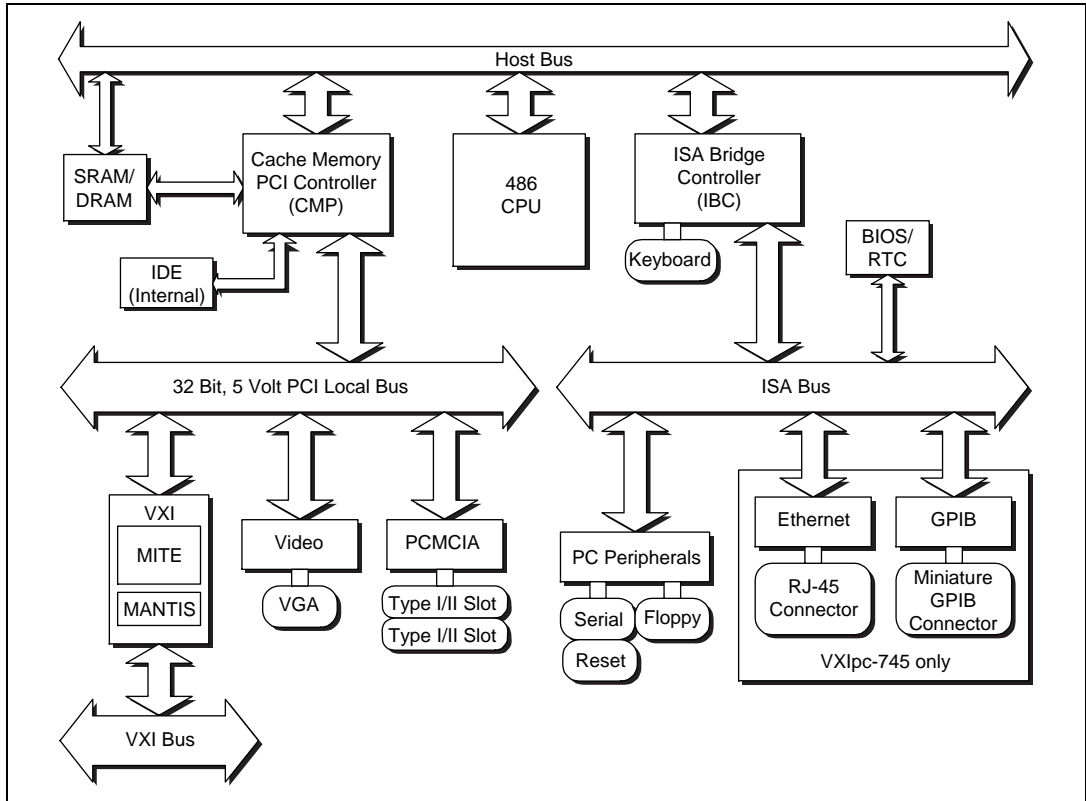 Host Bus
SRAM/
DRAM
Cache Memory
PCI Controller
(CMP)
486
CPU
ISA Bridge
Controller
(IBC)
Keyboard
BIOS/
RTC
IDE
(Internal)
32 Bit, 5 Volt PCI Local Bus
ISA Bus
VXI
MITE
MANTIS
Video
VGA
PCMCIA
Type I/II Slot
Type I/II Slot
PC Peripherals
Serial
Reset
Floppy
Ethernet
RJ-45
Connector
GPIB
Miniature
GPIB
Connector
VXIpc-745 only
VXI Bus